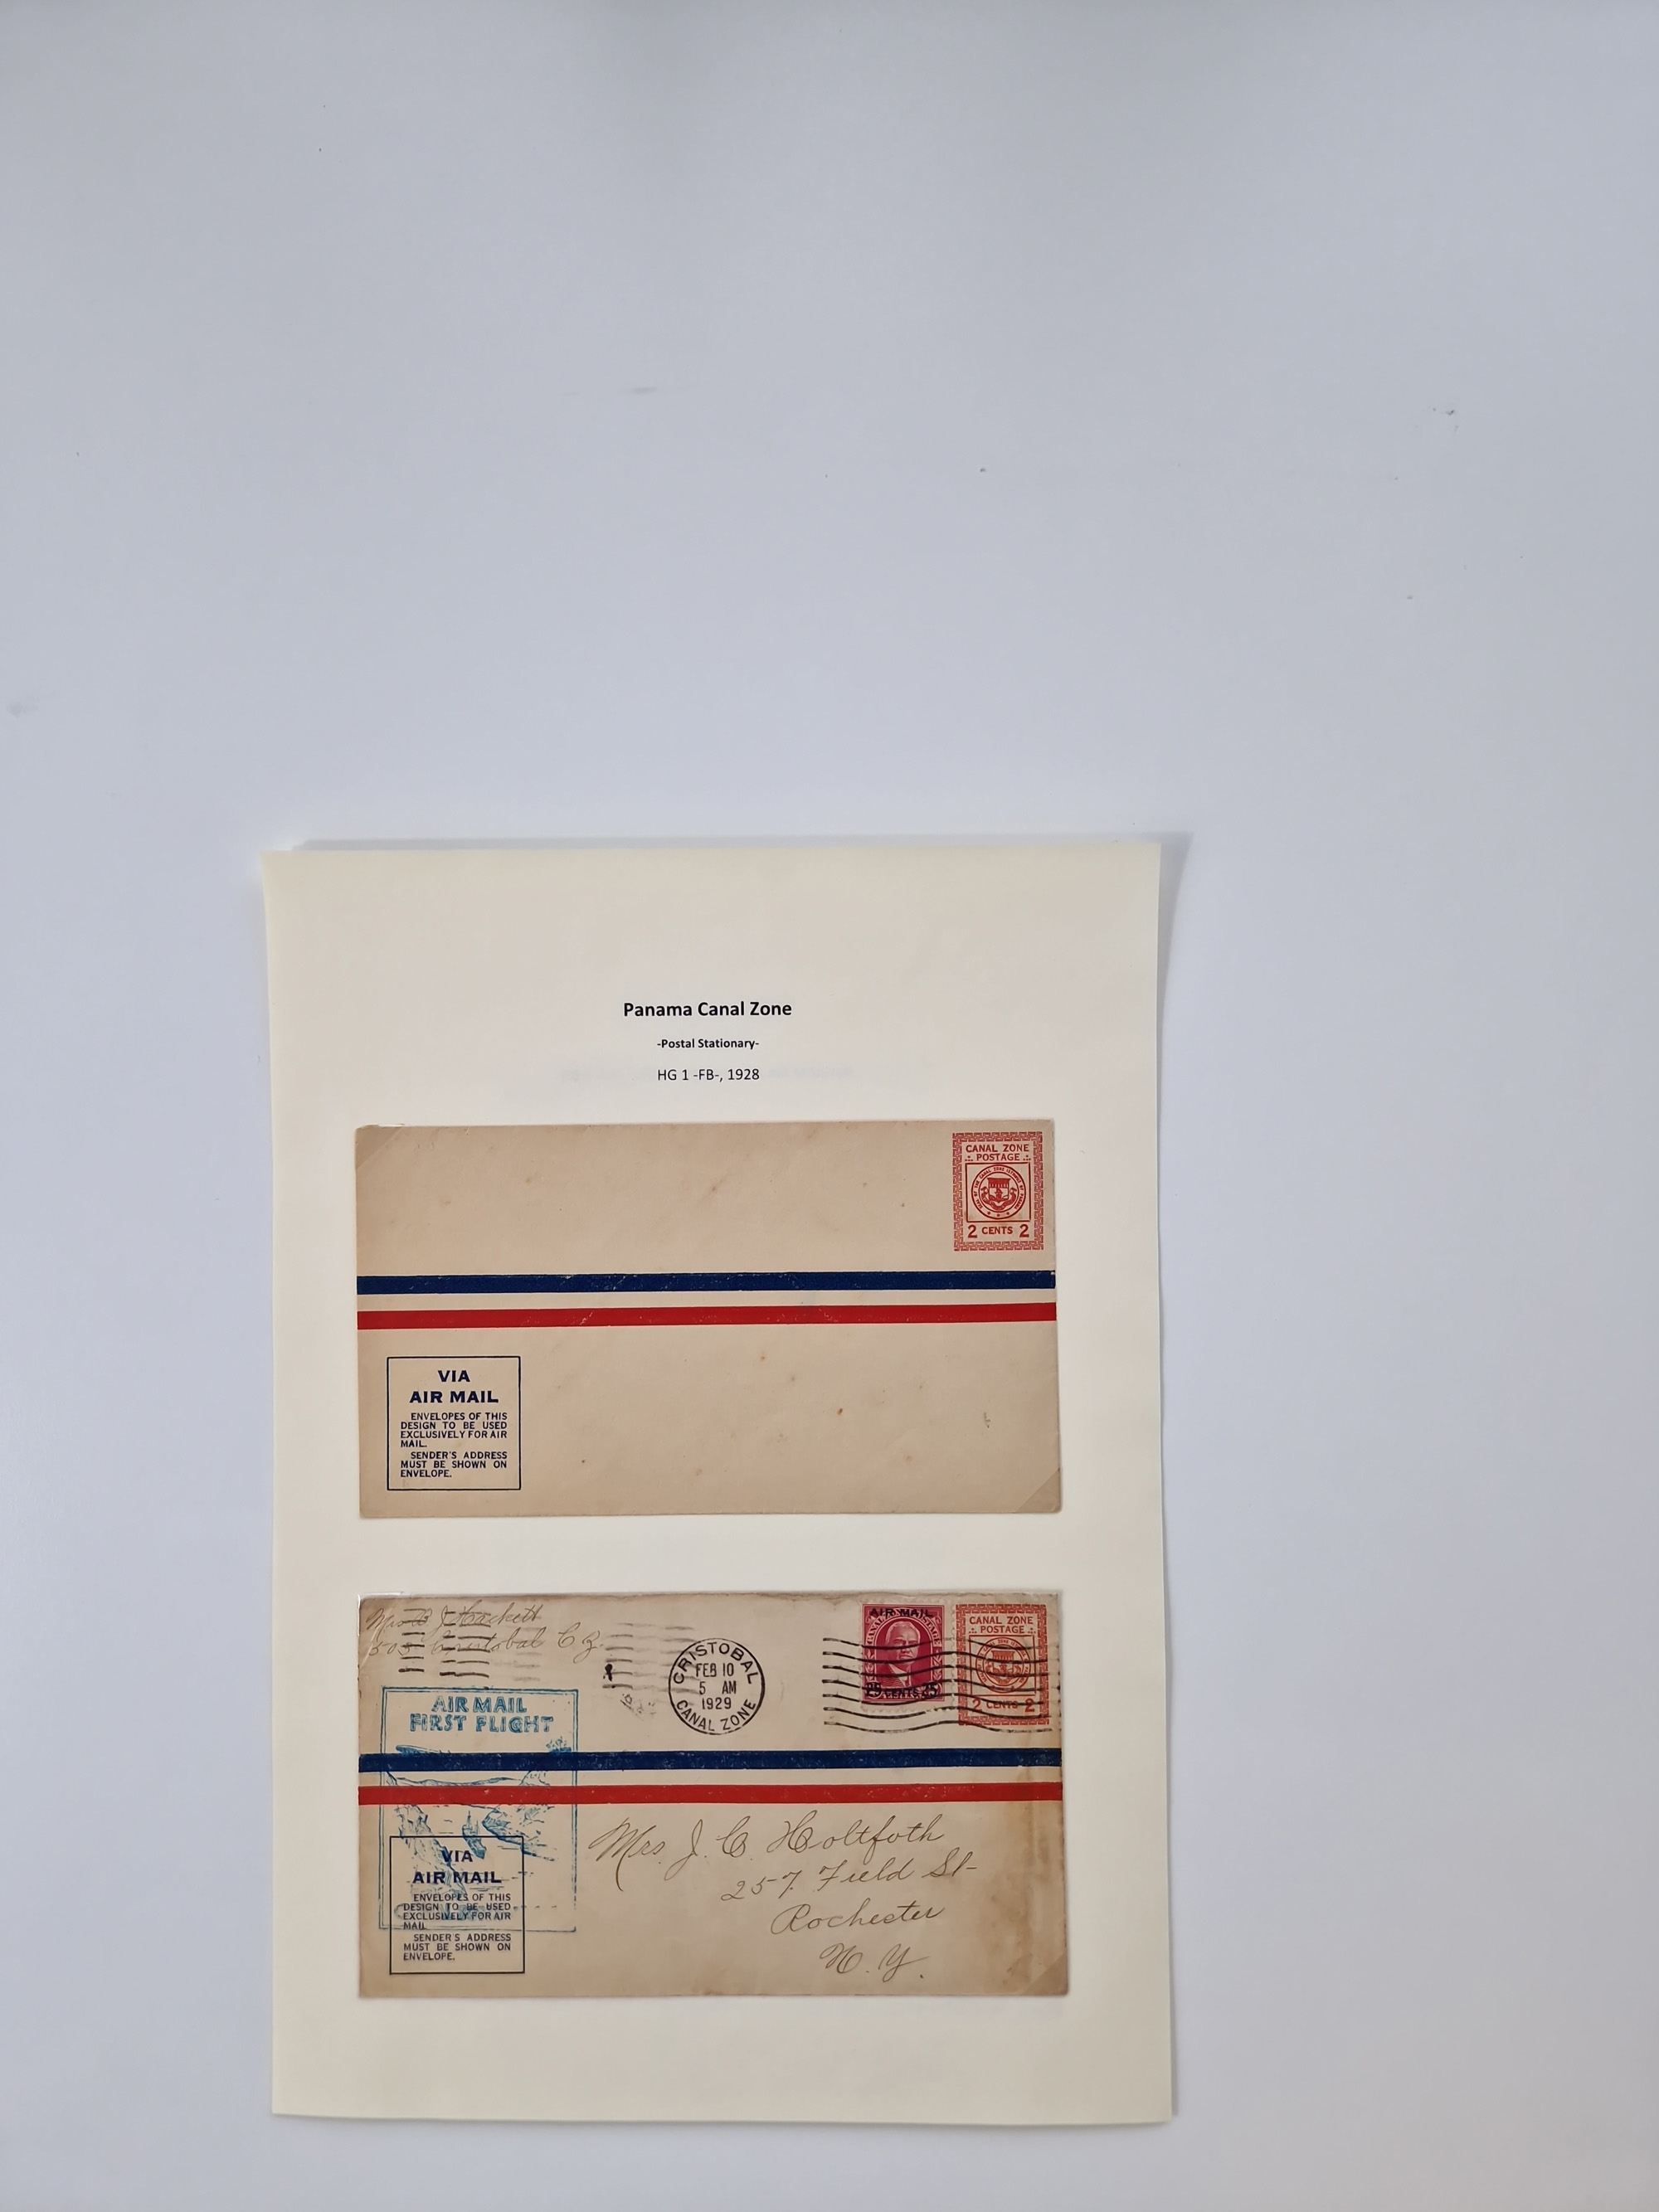 Panama Canal Zone
-Postal Stationary-
HG 1 -FB-, 1928
CANAL ZONE
POSTAGE
2 CENTS 2
VIA
AIR MAIL
ENVELOPES OF THIS
DESIGN TO BE USED
EXCLUSIVELY FOR AIR
MAIL.
SENDER'S ADDRESS
MUST BE SHOWN ON
ENVELOPE.
J Hackett
Cristobal C Z.
CRISTOBAL
FEB 10
5 AM
1929
CANAL ZONE
AIR MAIL
25 CENTS 25
CANAL ZONE
POSTAGE
2 CENTS 2
AIR MAIL
FIRST FLIGHT
Mrs. J. C. Holtfoth
257 Field St-
Rochester
N. Y.
VIA
AIR MAIL
ENVELOPES OF THIS
DESIGN TO BE USED
EXCLUSIVELY FOR AIR
MAIL
SENDER'S ADDRESS
MUST BE SHOWN ON
ENVELOPE.